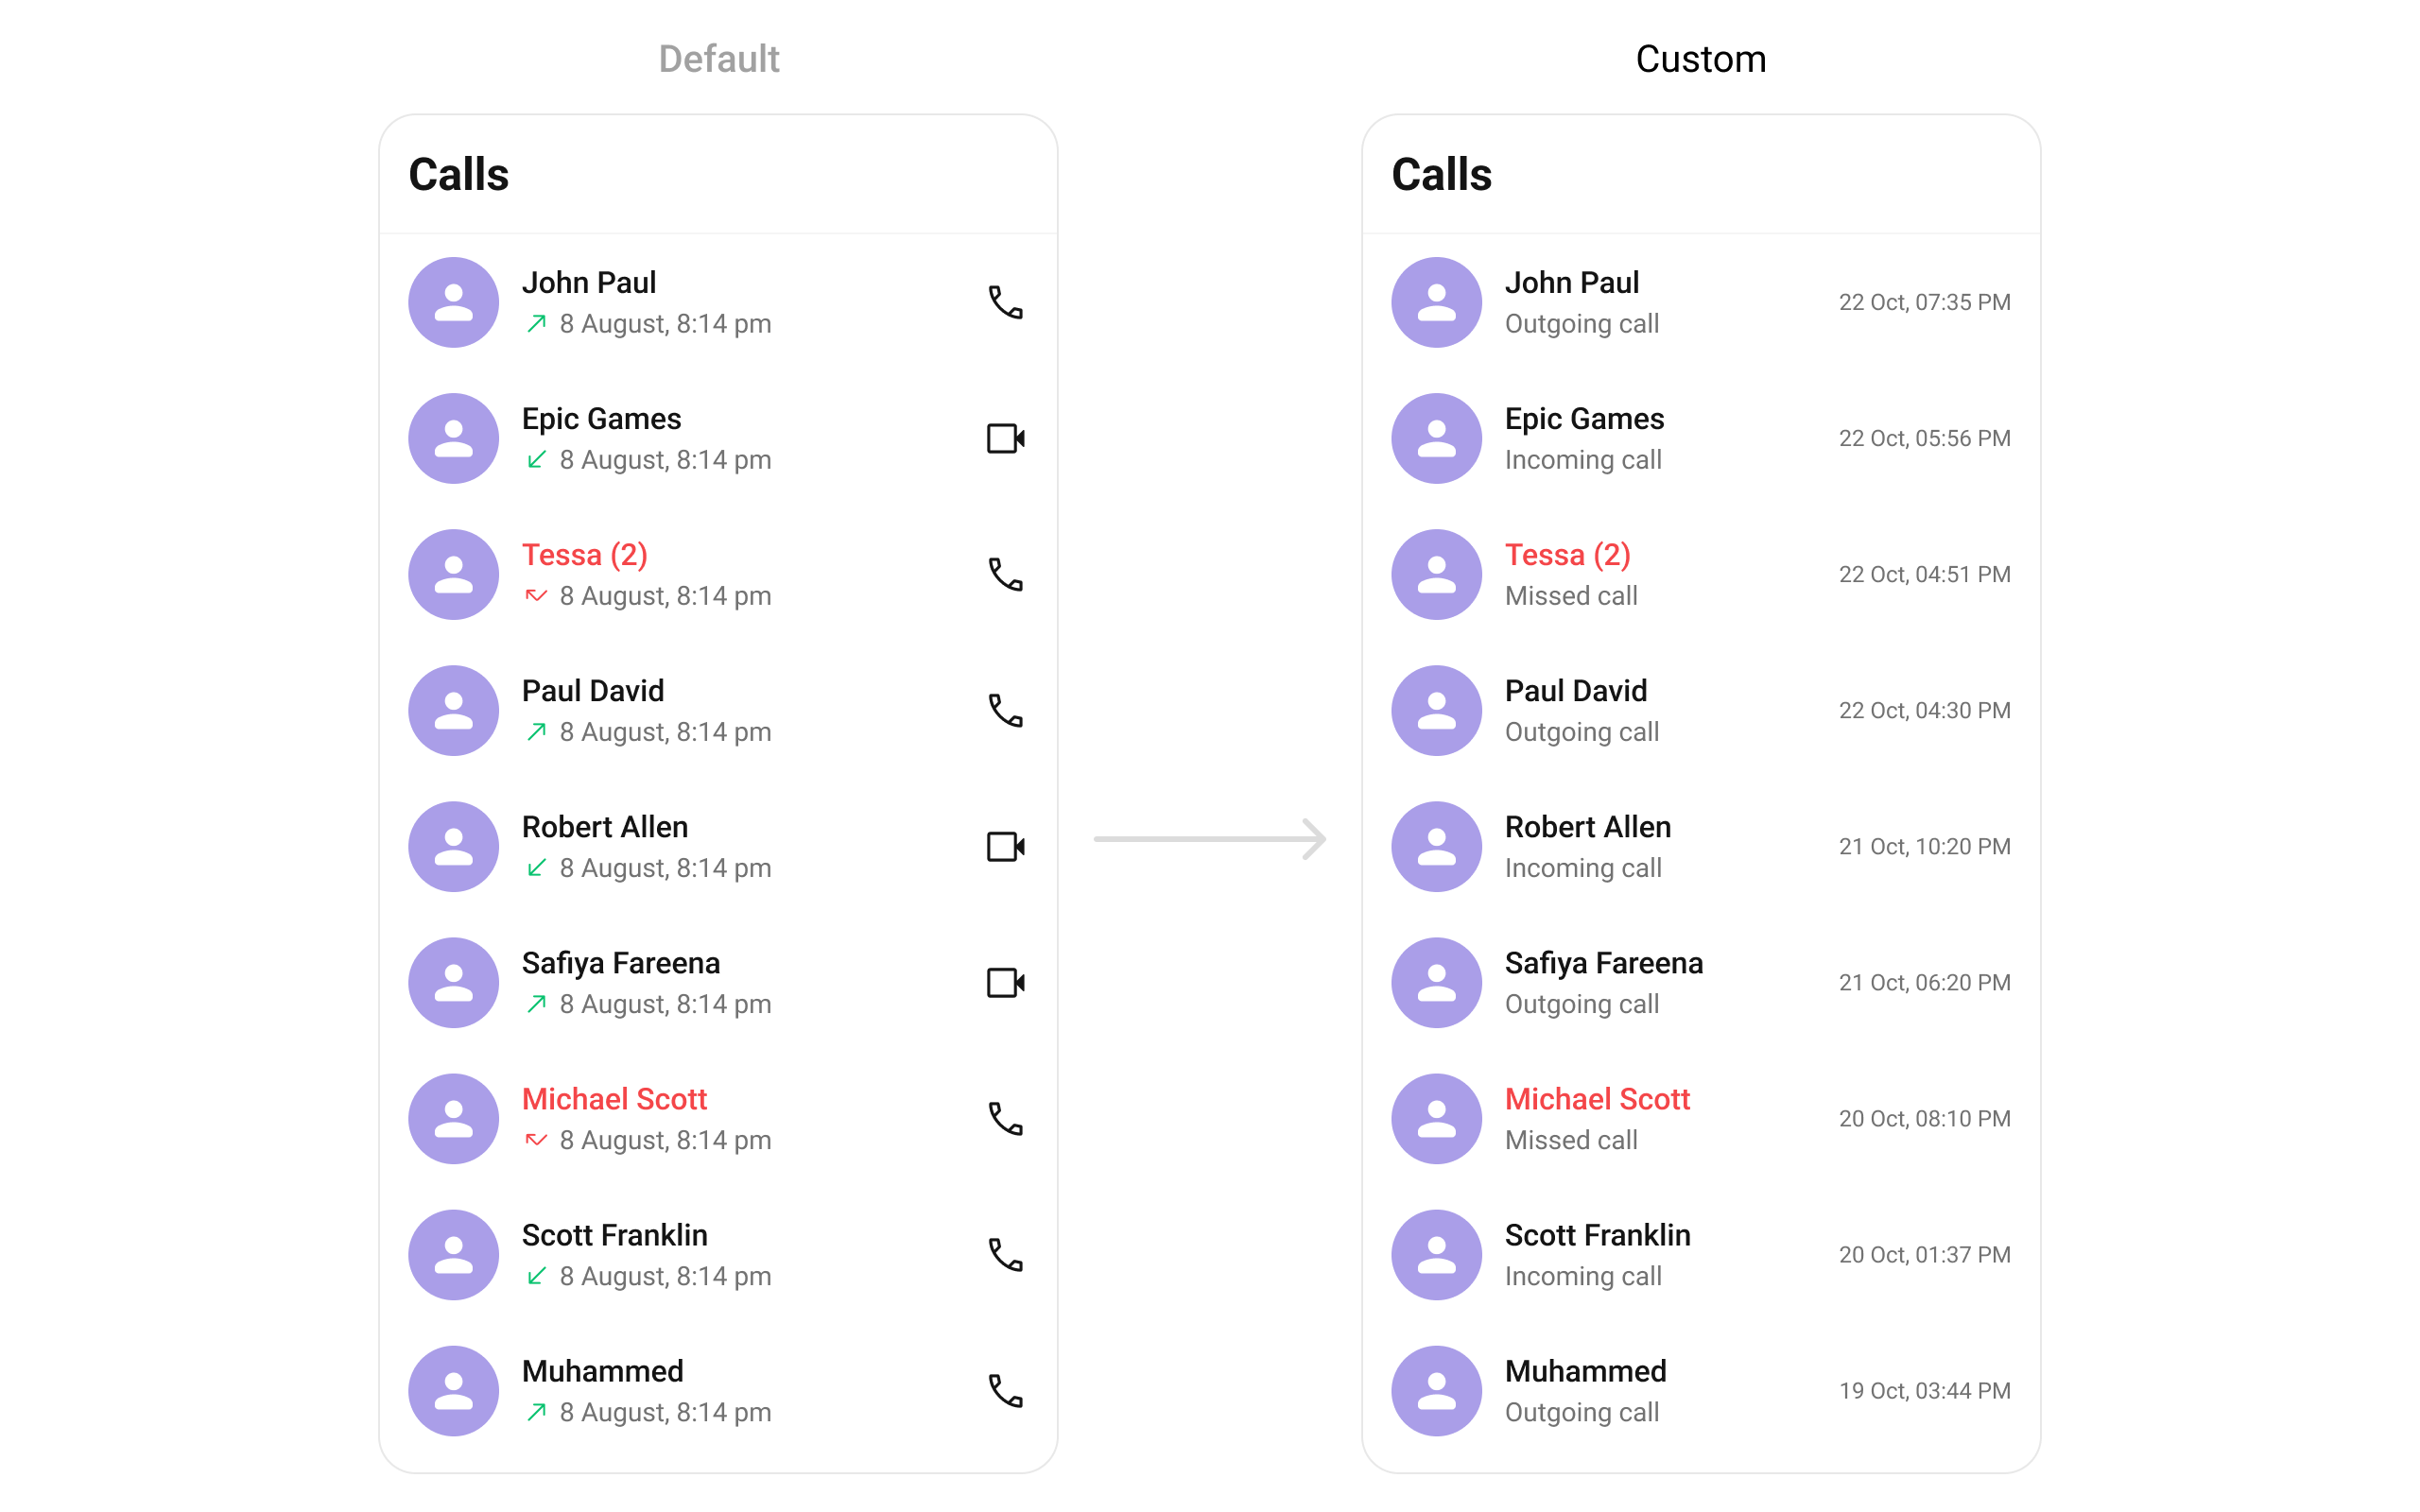 Default
Calls
John Paul
8 August, 8:14 pm
Epic Games
8 August, 8:14 pm
Tessa (2)
8 August, 8:14 pm
Paul David
8 August, 8:14 pm
Robert Allen
8 August, 8:14 pm
Safiya Fareena
8 August, 8:14 pm
Michael Scott
8 August, 8:14 pm
Scott Franklin
8 August, 8:14 pm
Muhammed
8 August, 8:14 pm
Custom
Calls
John Paul
Outgoing call
22 Oct, 07:35 PM
Epic Games
Incoming call
22 Oct, 05:56 PM
Tessa (2)
Missed call
22 Oct, 04:51 PM
Paul David
Outgoing call
22 Oct, 04:30 PM
Robert Allen
Incoming call
21 Oct, 10:20 PM
Safiya Fareena
Outgoing call
21 Oct, 06:20 PM
Michael Scott
Missed call
20 Oct, 08:10 PM
Scott Franklin
Incoming call
20 Oct, 01:37 PM
Muhammed
Outgoing call
19 Oct, 03:44 PM